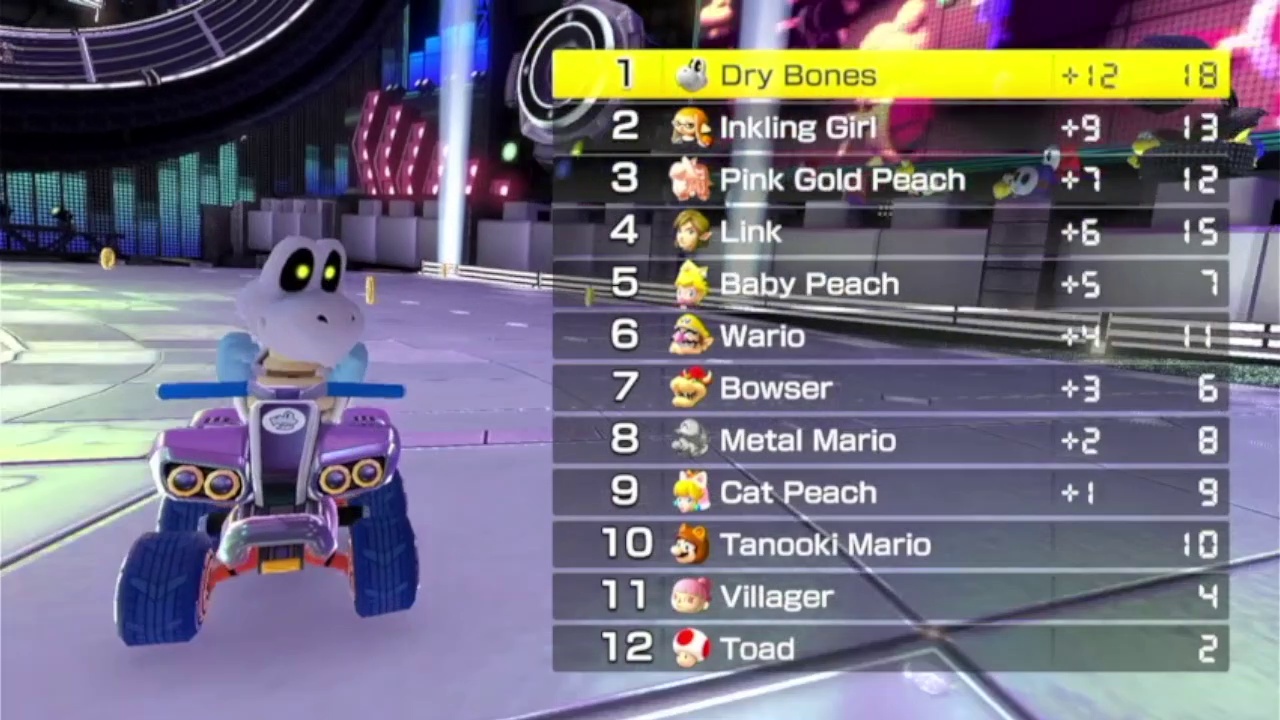 1 Dry Bones +12 18
2 Inkling Girl +9 13
3 Pink Gold Peach +7 12
4 Link +6 15
5 Baby Peach +5 7
6 Wario +4 11
7 Bowser +3 6
8 Metal Mario +2 8
9 Cat Peach +1 9
10 Tanooki Mario 10
11 Villager 4
12 Toad 2